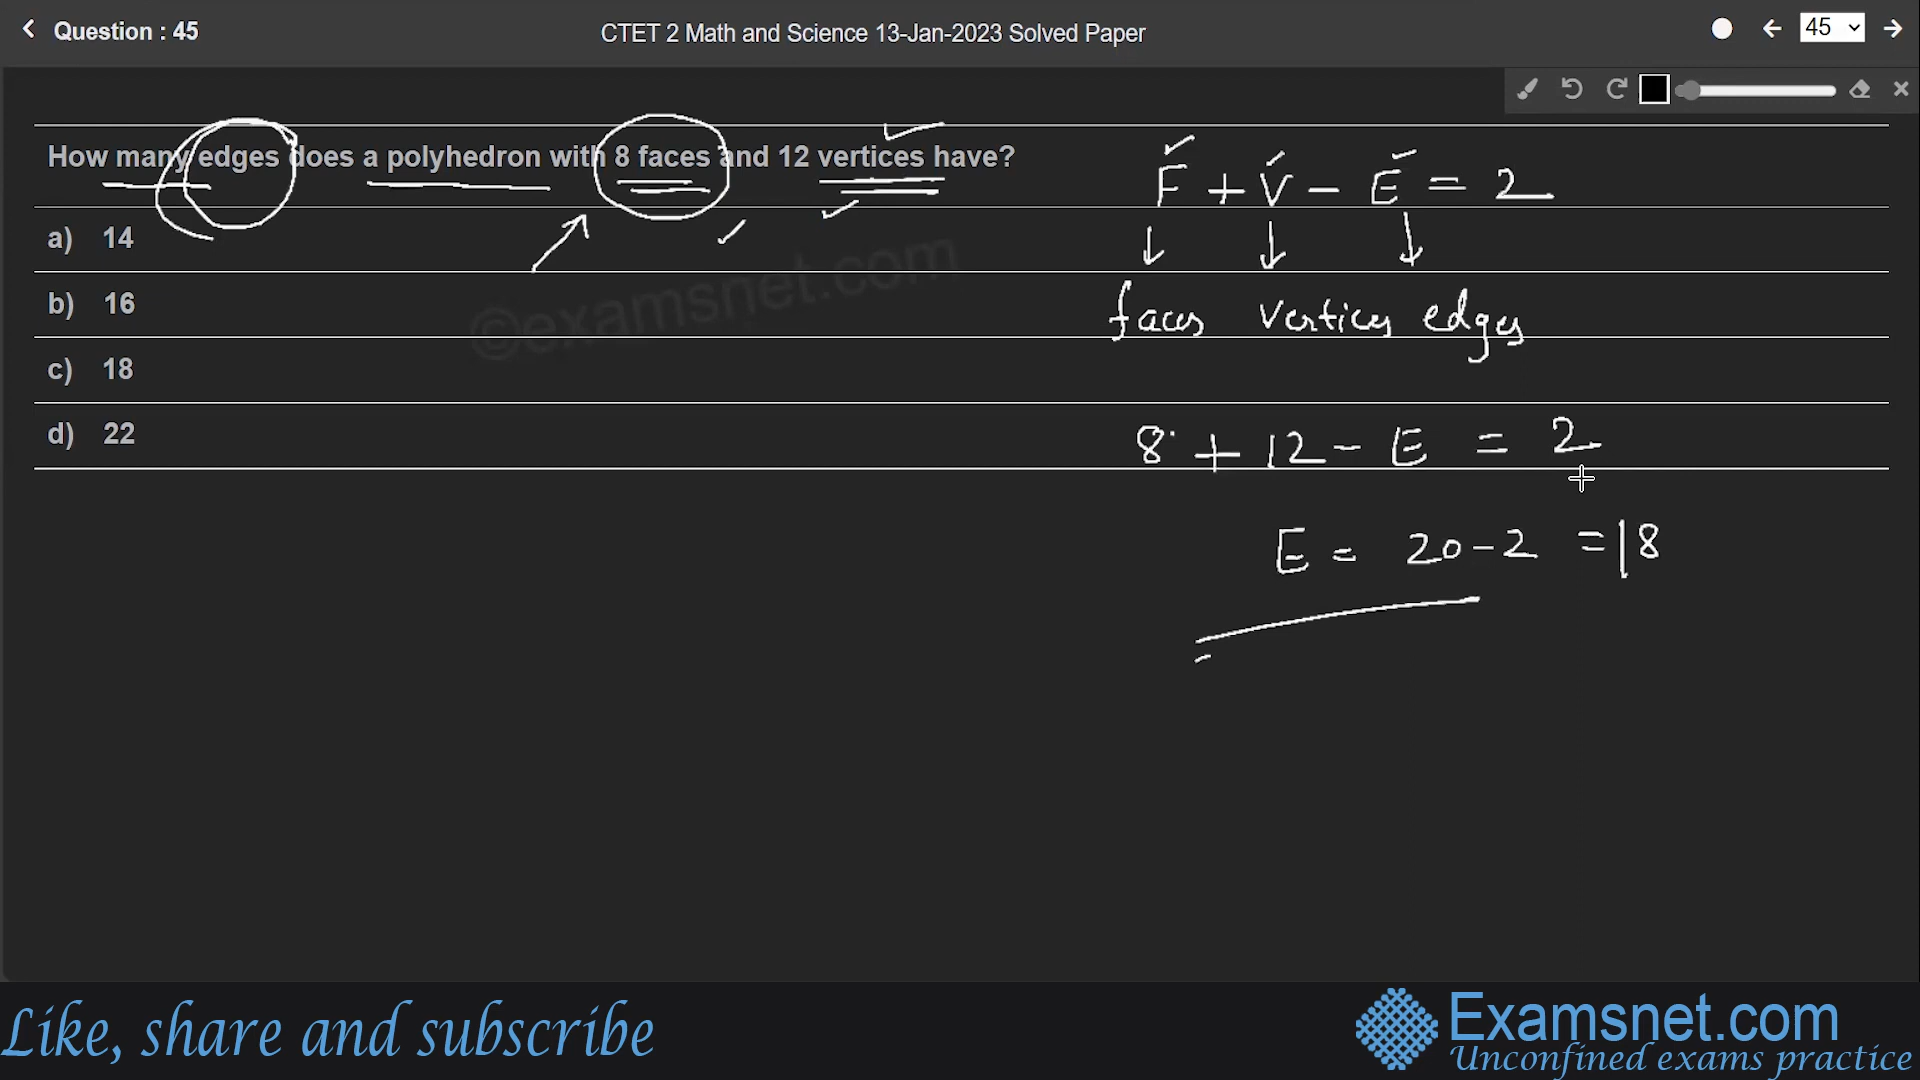 Question : 45
CTET 2 Math and Science 13-Jan-2023 Solved Paper
45
How many edges does a polyhedron with 8 faces and 12 vertices have?
a) 14
b) 16
c) 18
d) 22
©examsnet.com
F + V - E = 2
faces vertices edges
8 + 12 - E = 2
E = 20 - 2 = 18
Like, share and subscribe
Examsnet.com
Unconfined exams practice